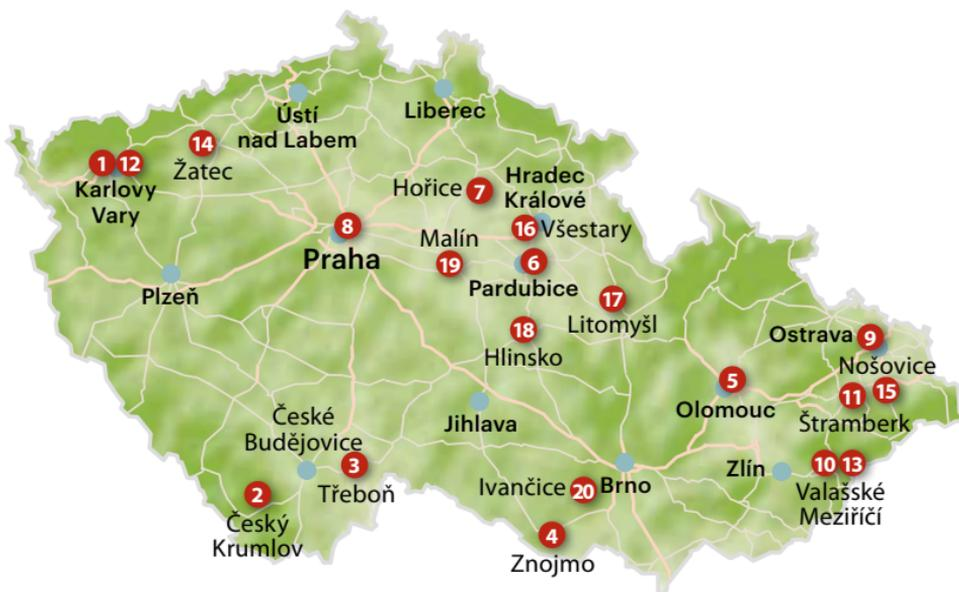 Ústí
nad Labem
Liberec
14
Žatec
1 12
Karlovy
Vary
Hořice 7
Hradec
Králové
16 Všestary
8
Praha
Malín
19
6
Pardubice
Plzeň
17
Litomyšl
18
Hlinsko
Ostrava 9
Nošovice
5
Olomouc
11 15
Štramberk
České
Budějovice
3
Třeboň
Jihlava
2
Český
Krumlov
Ivančice 20 Brno
Zlín
10 13
Valašské
Meziříčí
4
Znojmo